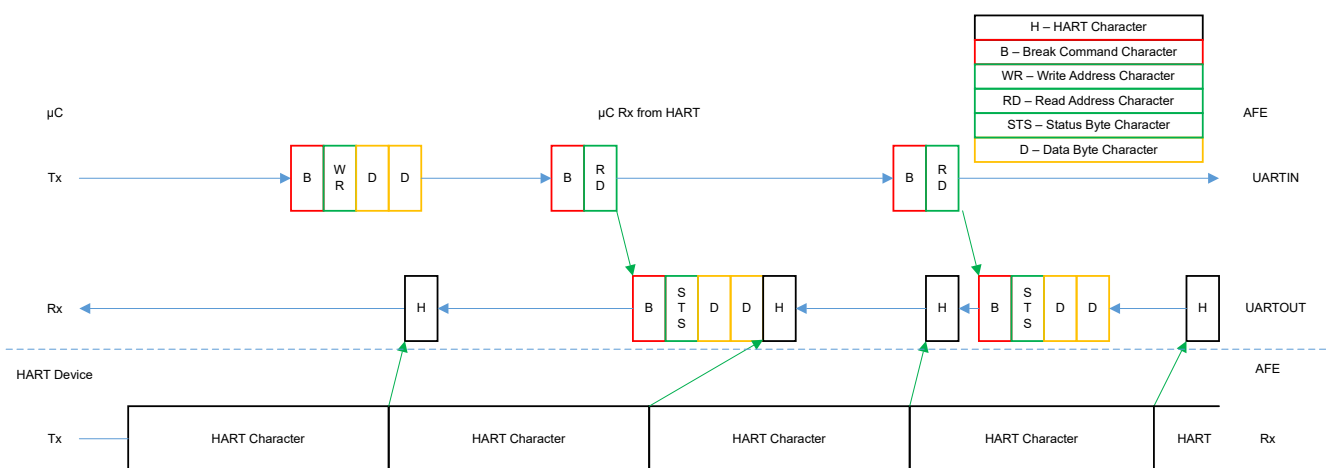 H – HART Character
B – Break Command Character
WR – Write Address Character
RD – Read Address Character
STS – Status Byte Character
D – Data Byte Character
µC
µC Rx from HART
AFE
Tx
B
W
R
D
D
B
R
D
B
R
D
UARTIN
Rx
H
B
S
T
S
D
D
H
H
B
S
T
S
D
D
H
UARTOUT
HART Device
AFE
Tx
HART Character
HART Character
HART Character
HART Character
HART
Rx